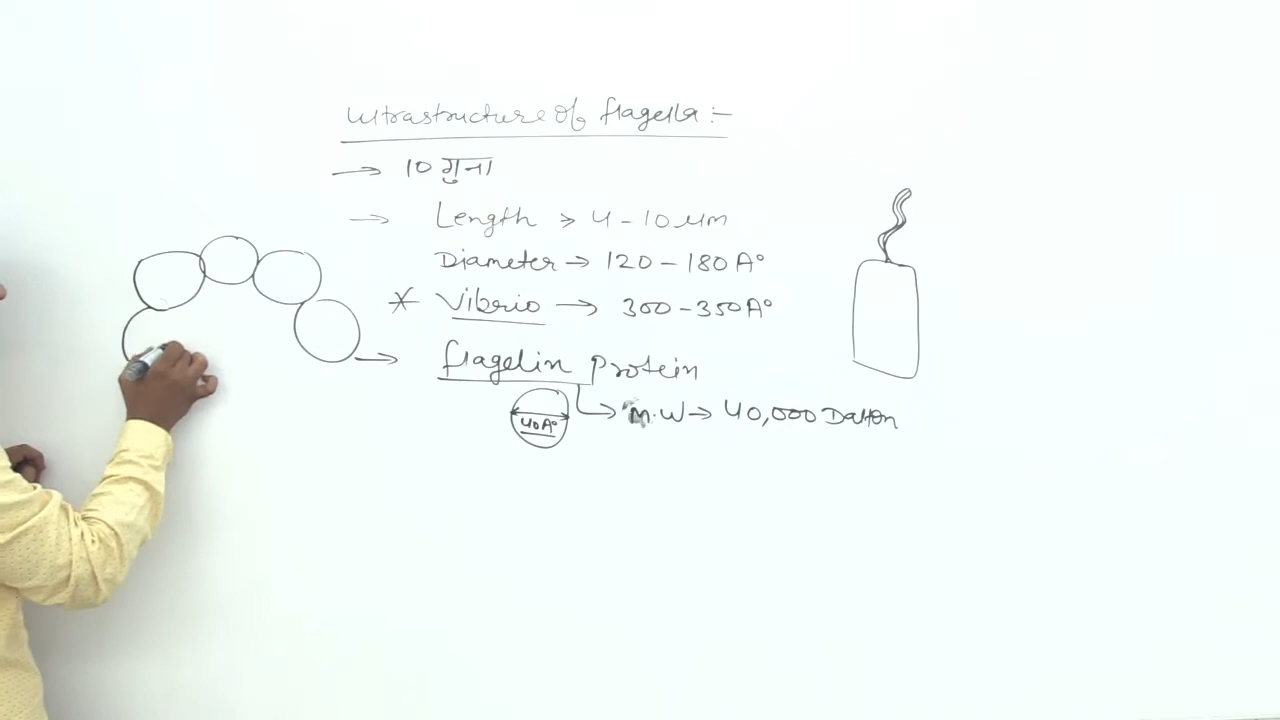 Ultrastructure of flagella :-
→ 10 गुना
→ Length > 4 - 10 μm
Diameter → 120 - 180 A°
* Vibrio → 300 - 350 A°
→ flagelin protein
40A°
→ M.W → 40,000 Dalton